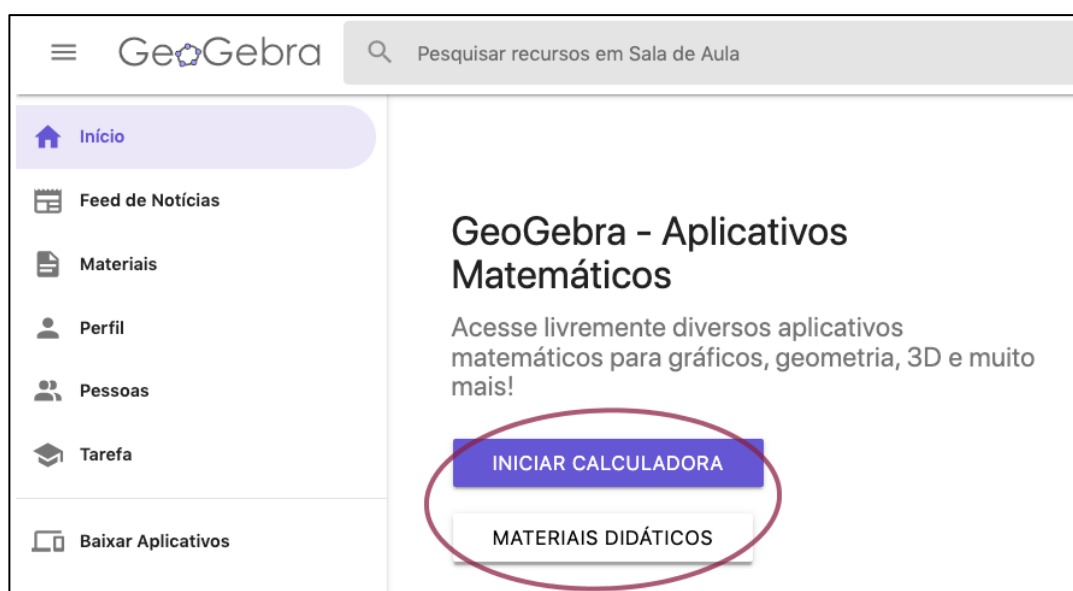 GeoGebra
Pesquisar recursos em Sala de Aula
Início
Feed de Notícias
Materiais
Perfil
Pessoas
Tarefa
Baixar Aplicativos
GeoGebra - Aplicativos
Matemáticos
Acesse livremente diversos aplicativos
matemáticos para gráficos, geometria, 3D e muito
mais!
INICIAR CALCULADORA
MATERIAIS DIDÁTICOS